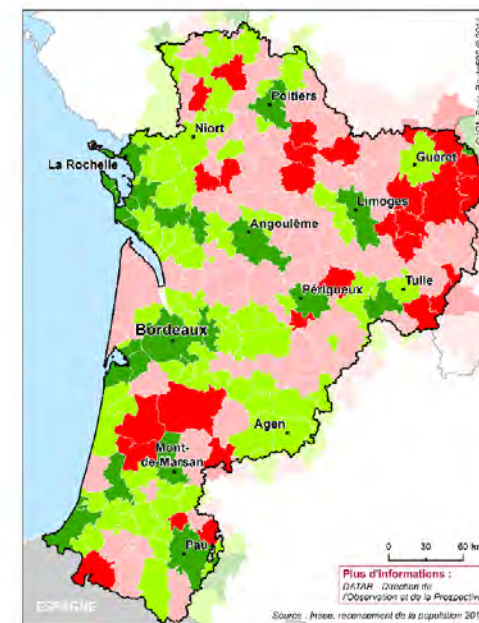 Poitiers
Niort
La Rochelle
Guéret
Limoges
Angoulême
Périgueux
Tulle
Bordeaux
Agen
Mont-
de-Marsan
Pau
0 30 60
ESPAGNE
Plus d'informations :
DATAR - Direction de
l'Observation et de la Prospective
Source : Insee, recensement de la population